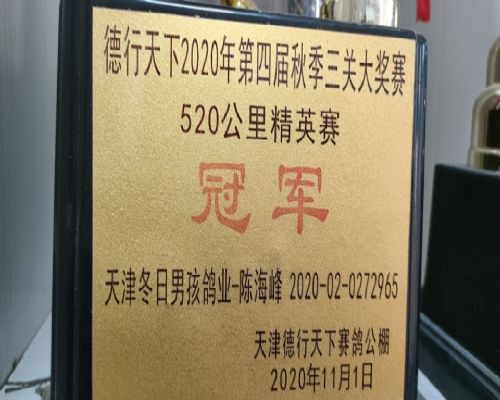 德行天下2020年第四届秋季三关大奖赛
520公里精英赛
冠军
天津冬日男孩鸽业-陈海峰 2020-02-0272965
天津德行天下赛鸽公棚
2020年11月1日